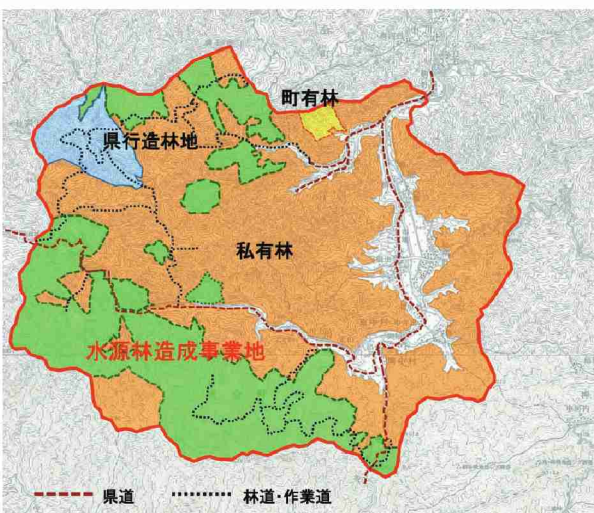 町有林
県行造林地
私有林
水源林造成事業地
県道
林道・作業道